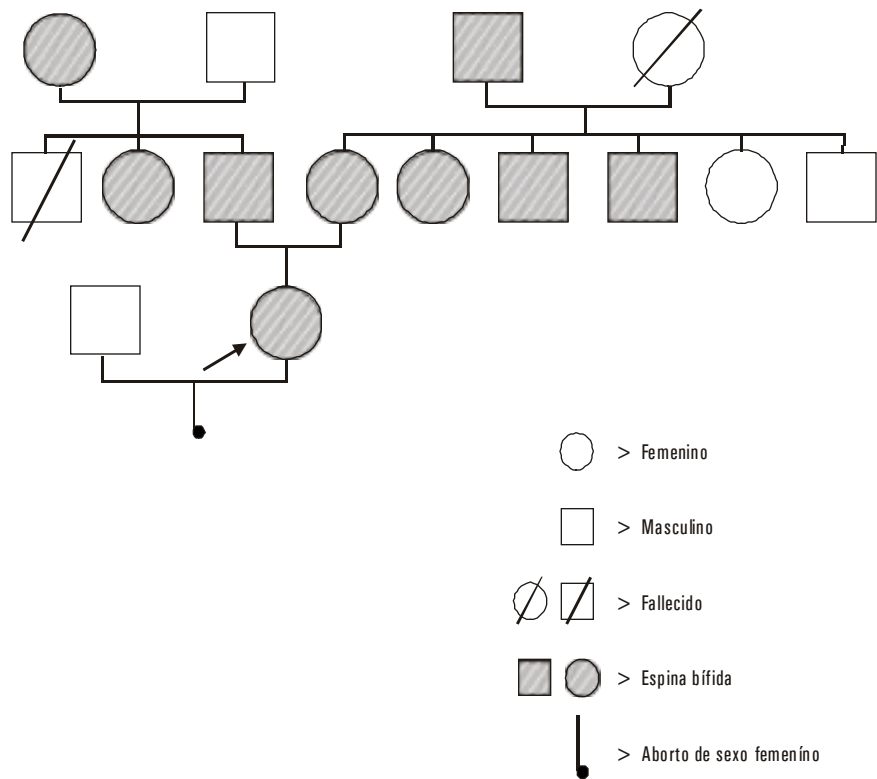 > Femenino
> Masculino
> Fallecido
> Espina bífida
> Aborto de sexo femeníno